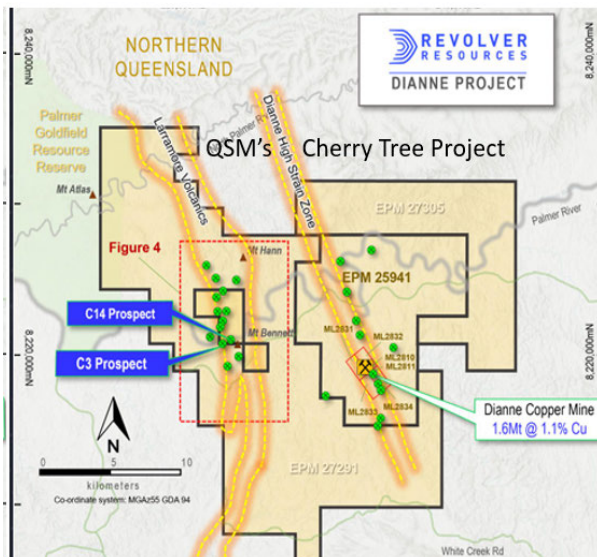 8,240,000mN
NORTHERN
QUEENSLAND
REVOLVER
RESOURCES
DIANNE PROJECT
8,240,000mN
Palmer
Goldfield
Resource
Reserve
Larramore Volcanics
North Palmer R
Dianne High Strain Zone
QSM's Cherry Tree Project
Mt Atlas
EPM 27305
Palmer River
Figure 4
Mt Hann
EPM 25941
C14 Prospect
ML2831
ML2832
Mt Bennett
8,220,000mN
C3 Prospect
ML2810
ML2811
8,220,000mN
ML2833
ML2834
Dianne Copper Mine
1.6Mt @ 1.1% Cu
N
0 5 10
kilometers
Co-ordinate system: MGAz55 GDA 94
EPM 27291
White Creek Rd